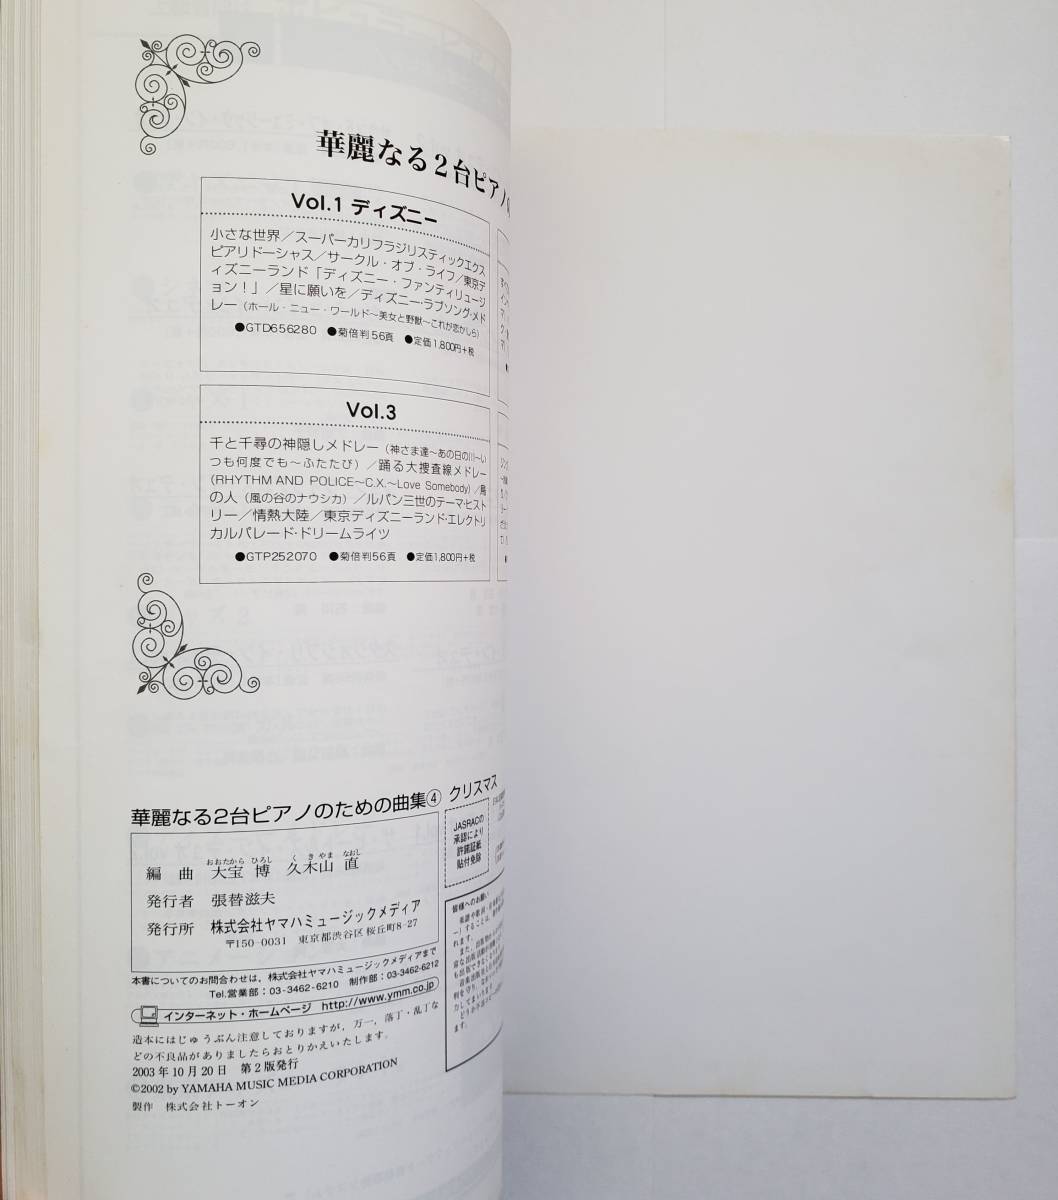 華麗なる2台ピアノの
Vol.1 ディズニー
小さな世界／スーパーカリフラジリスティックエクス
ピアリドーシャス／サークル・オブ・ライフ／東京デ
ィズニーランド「ディズニー・ファンティリュージ
ョン！」／星に願いを／ディズニー・ラブソング・メド
レー（ホール・ニュー・ワールド〜美女と野獣〜これが恋かしら）
●GTD656280 ●菊倍判56頁 ●定価1,800円+税
Vol.3
千と千尋の神隠しメドレー（神さま達〜あの日の川〜い
つも何度でも〜ふたたび）／踊る大捜査線メドレー
（RHYTHM AND POLICE〜C.X.〜Love Somebody）／鳥
の人（風の谷のナウシカ）／ルパン三世のテーマ・ヒスト
リー／情熱大陸／東京ディズニーランド・エレクトリ
カルパレード・ドリームライツ
●GTP252070 ●菊倍判56頁 ●定価1,800円+税
華麗なる2台ピアノのための曲集④ クリスマス
おおたから ひろし くきやま なおし
編曲 大宝 博 久木山 直
発行者 張替滋夫
発行所 株式会社ヤマハミュージックメディア
〒150-0031 東京都渋谷区桜丘町8-27
本書についてのお問合わせは，株式会社ヤマハミュージックメディアまで
Tel.営業部：03-3462-6210 制作部：03-3462-6212
インターネット・ホームページ http://www.ymm.co.jp
造本にはじゅうぶん注意しておりますが，万一，落丁・乱丁な
どの不良品がありましたらおとりかえいたします．
2003年10月20日 第2版発行
©2002 by YAMAHA MUSIC MEDIA CORPORATION
製作 株式会社トーオン
JASRACの
承認により
許諾証紙
貼付免除
皆様へのお願い